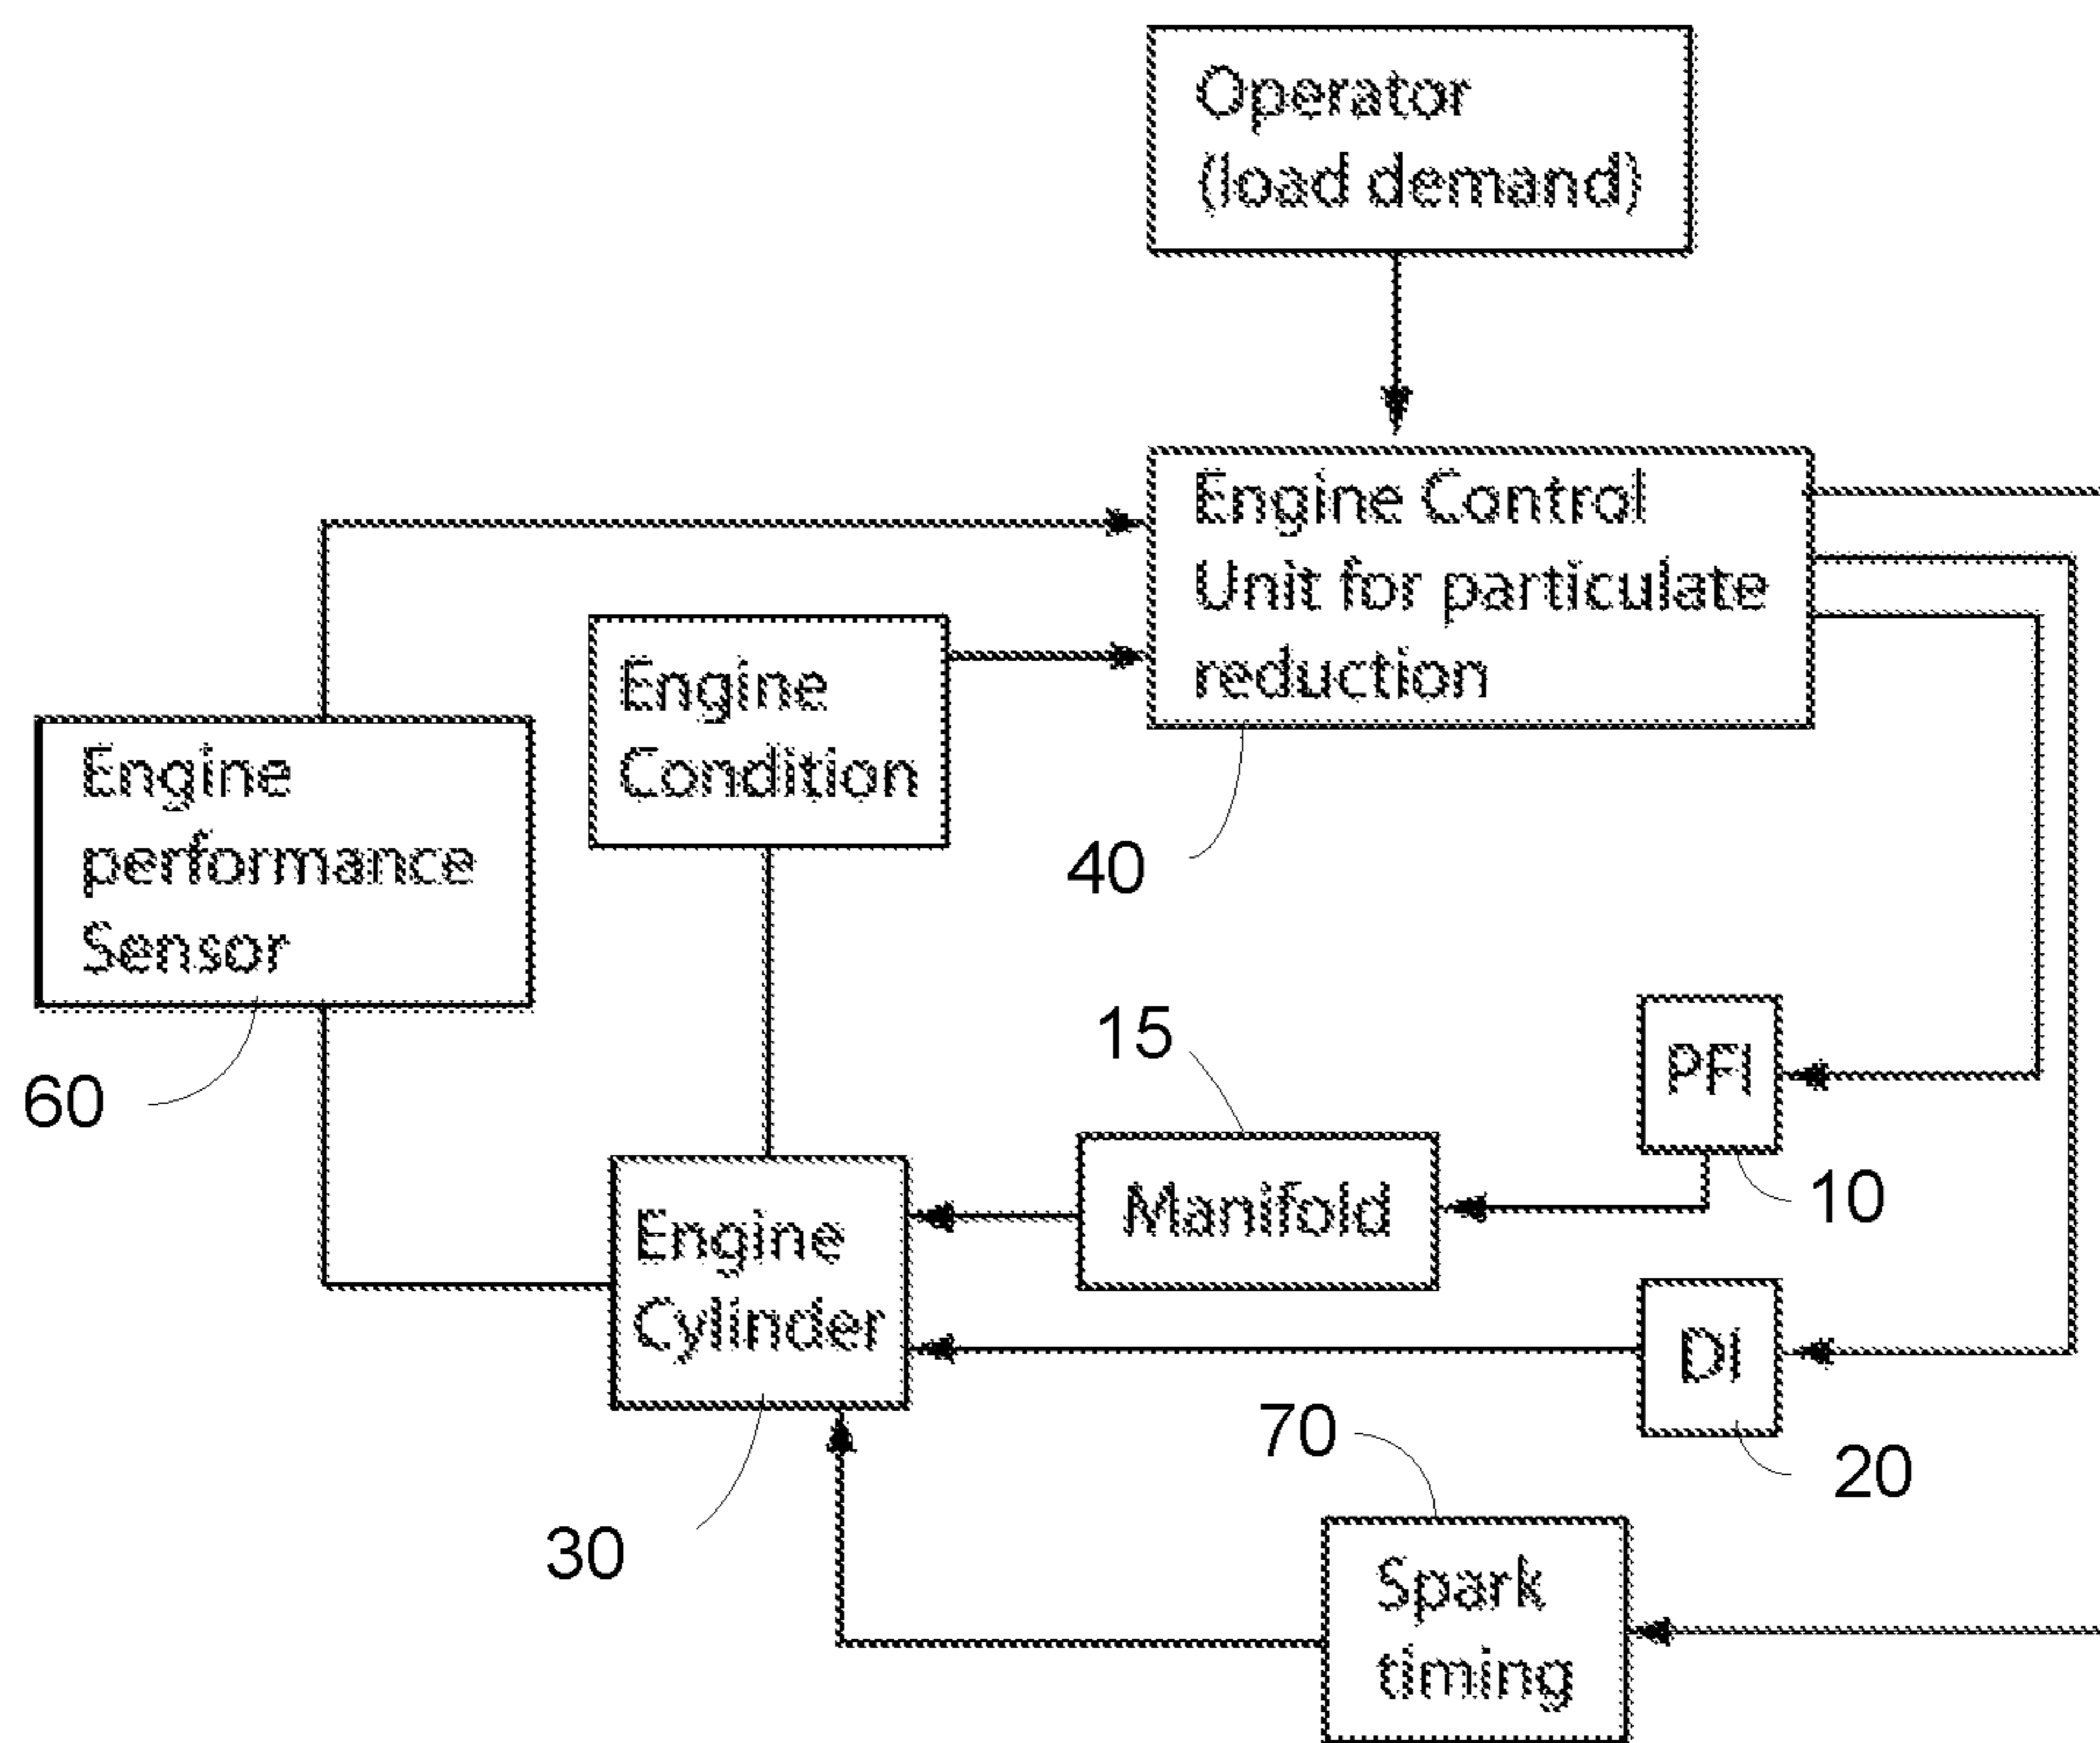 Operator
(load demand)
Engine Control
Unit for particulate
reduction
Engine
Condition
Engine
performance
Sensor
40
15
PFI
60
10
Manifold
Engine
Cylinder
DI
70
20
30
Spark
timing